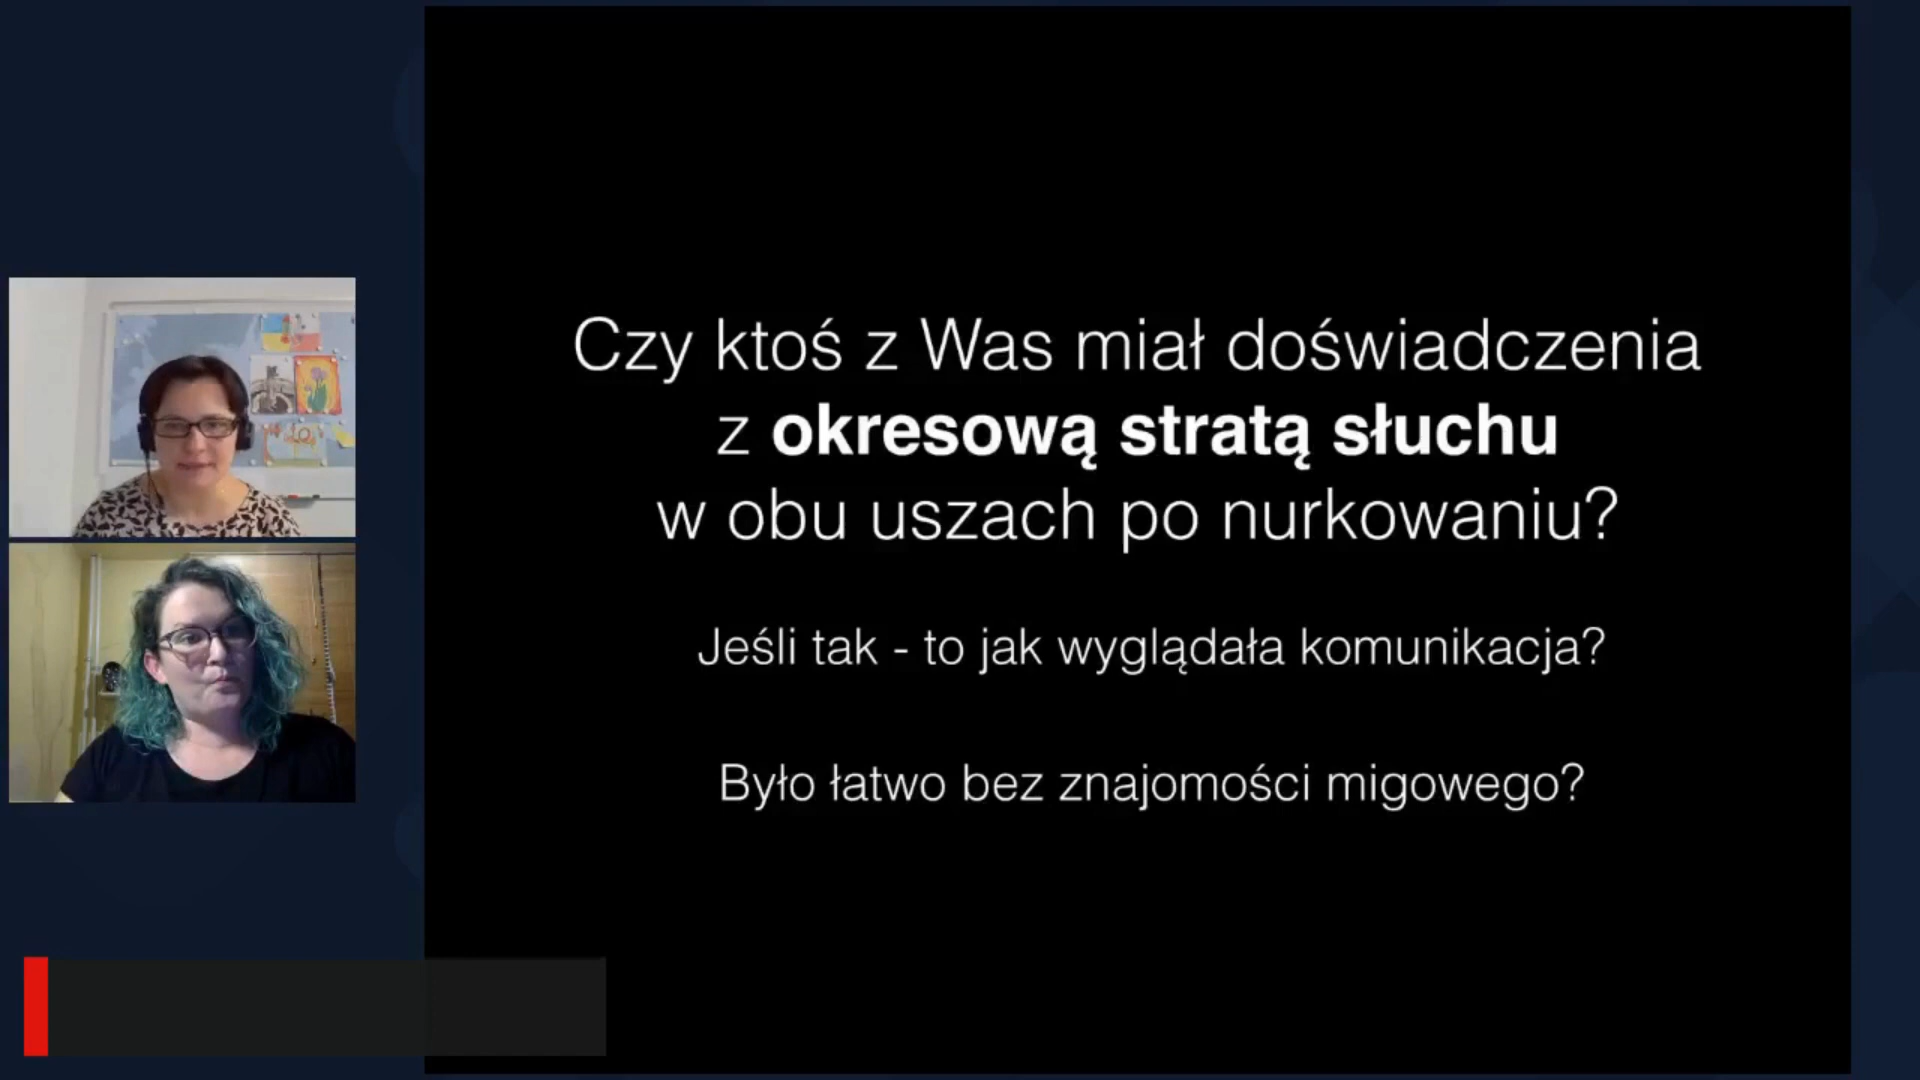 Czy ktoś z Was miał doświadczenia
z okresową stratą słuchu
w obu uszach po nurkowaniu?
Jeśli tak - to jak wyglądała komunikacja?
Było łatwo bez znajomości migowego?